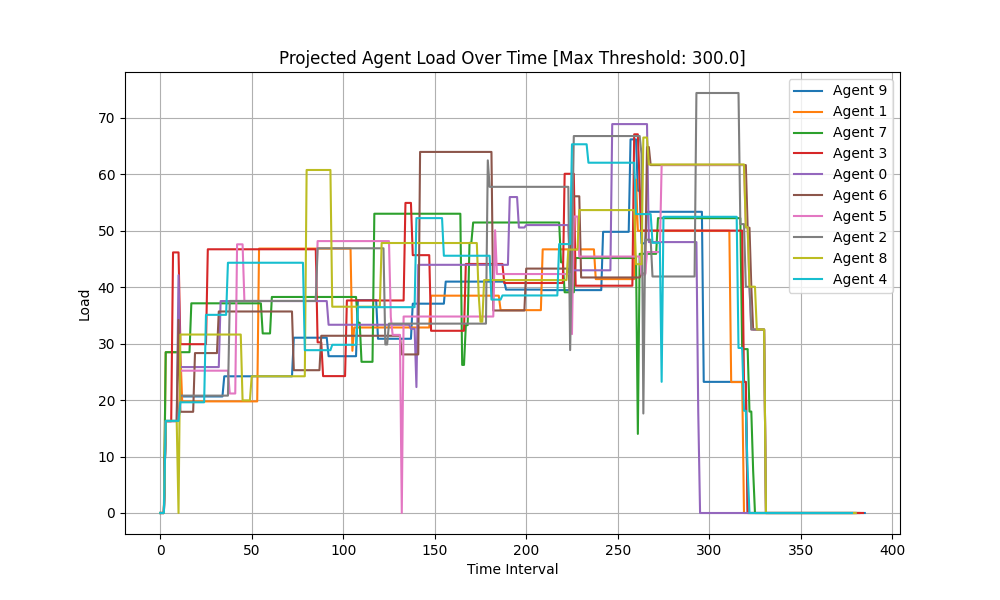 Projected Agent Load Over Time [Max Threshold: 300.0]
Load
70
60
50
40
30
20
10
0
0 50 100 150 200 250 300 350 400
Time Interval
Agent 9
Agent 1
Agent 7
Agent 3
Agent 0
Agent 6
Agent 5
Agent 2
Agent 8
Agent 4